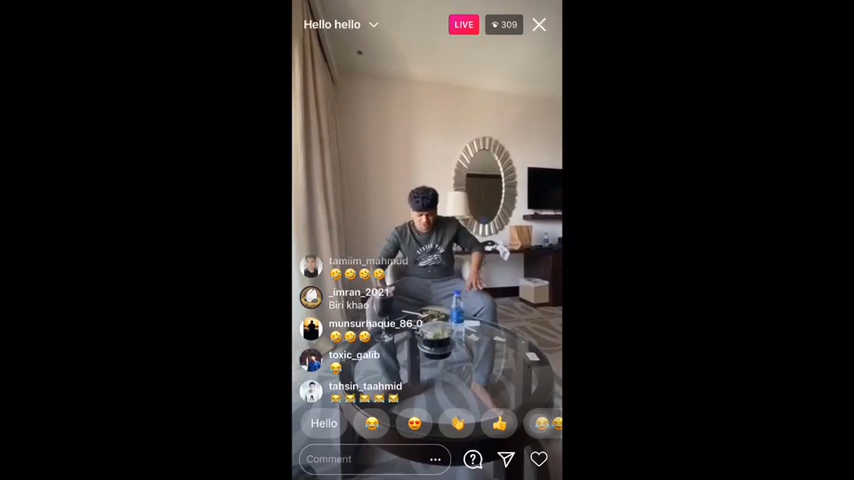 Hello hello
LIVE
309
tamiim_mahmud
🤣🤣🤣🤣
_imran_2021
Biri khao
munsurhaque_86_0
🤣🤣🤣
toxic_galib
😂
tahsin_taahmid
😹😹😹😹😹
Hello 😂 😍 👏 👍 😂😂
Comment